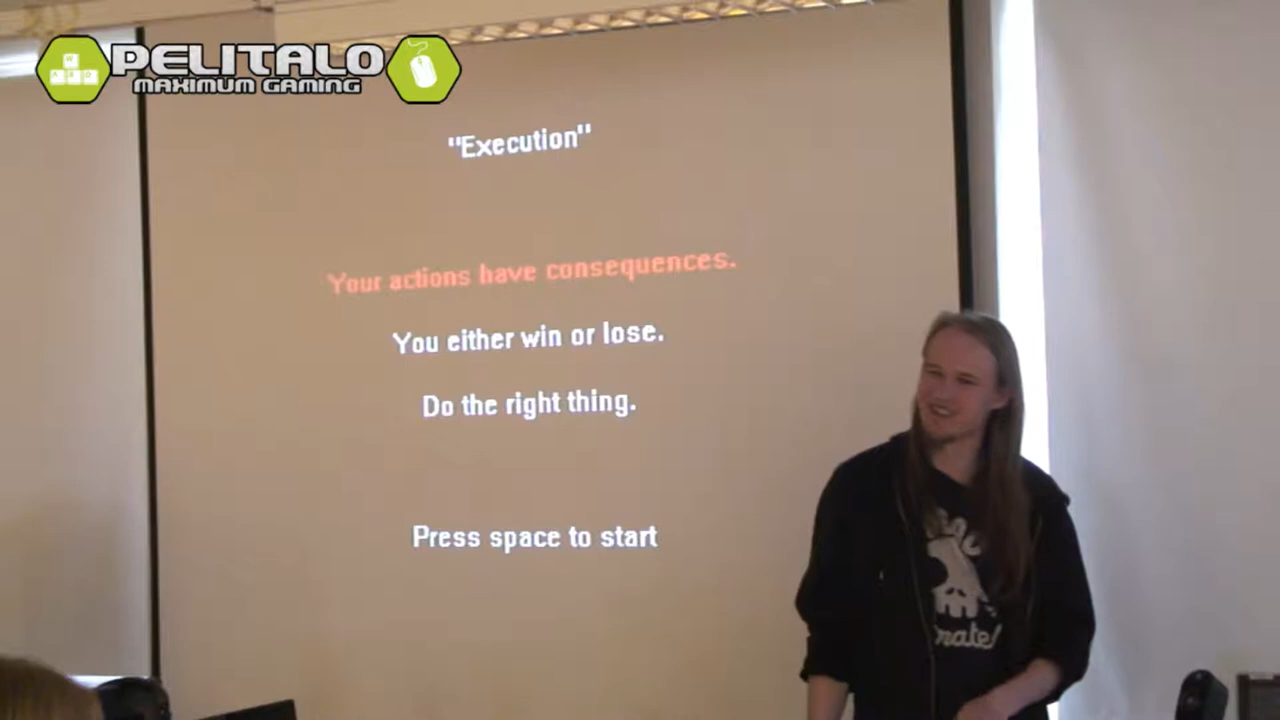 PELITALO
MAXIMUM GAMING
"Execution"
Your actions have consequences.
You either win or lose.
Do the right thing.
Press space to start